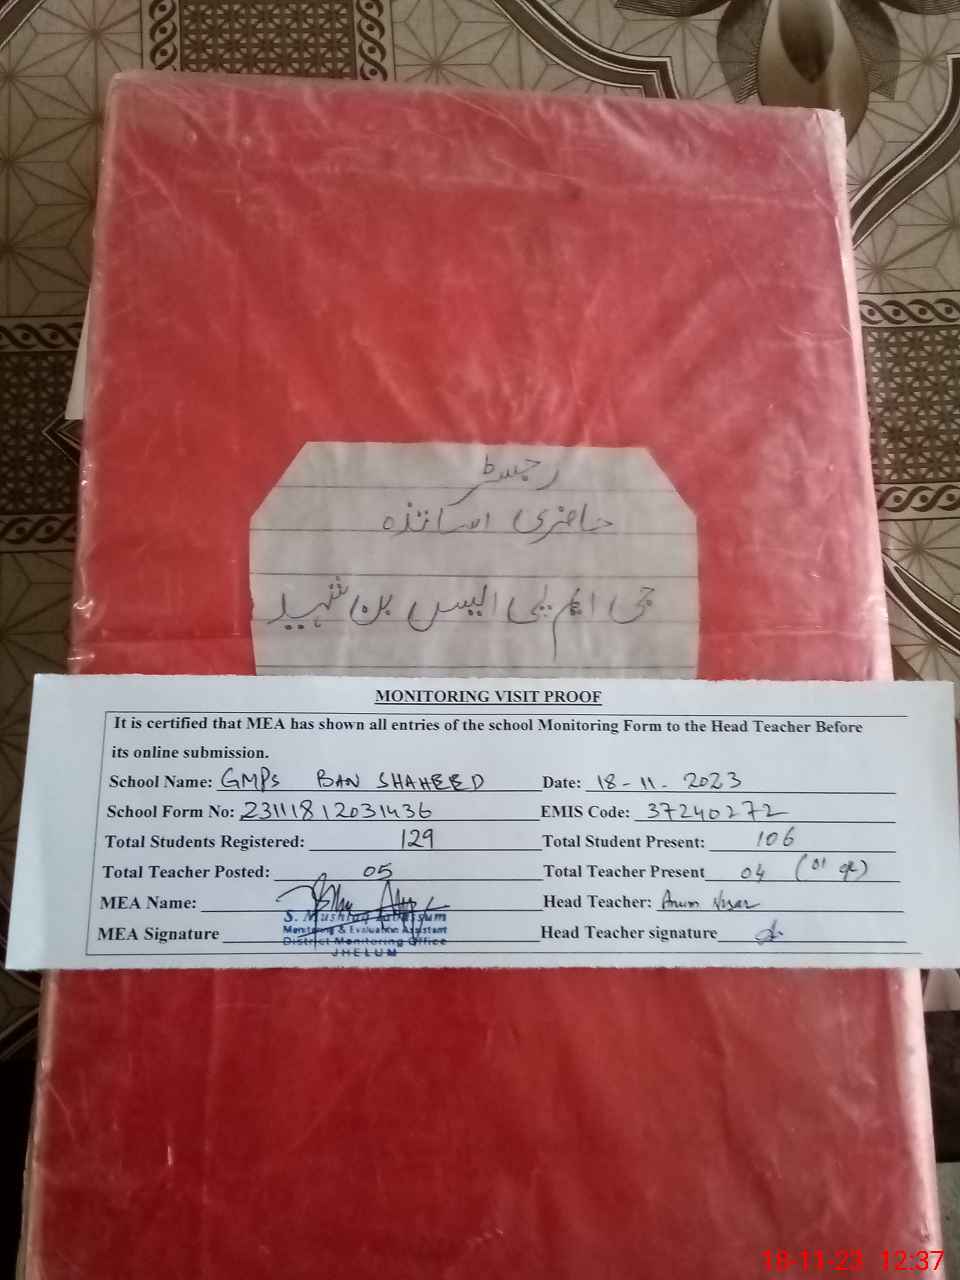 رجسٹر
حاضری اساتذہ
جی ایم پی ایس بن شہید
MONITORING VISIT PROOF
It is certified that MEA has shown all entries of the school Monitoring Form to the Head Teacher Before
its online submission.
School Name: GMPS BAN SHAHEED Date: 18-11-2023
School Form No: 23111812031436 EMIS Code: 37240272
Total Students Registered: 129 Total Student Present: 106
Total Teacher Posted: 05 Total Teacher Present 04 (01
MEA Name: Head Teacher: Anum Nisar
S. Mushtaq Tabassum
Monitoring & Evaluation Assistant
MEA Signature Head Teacher signature
District Monitoring Office
JHELUM
18-11-23 12:37